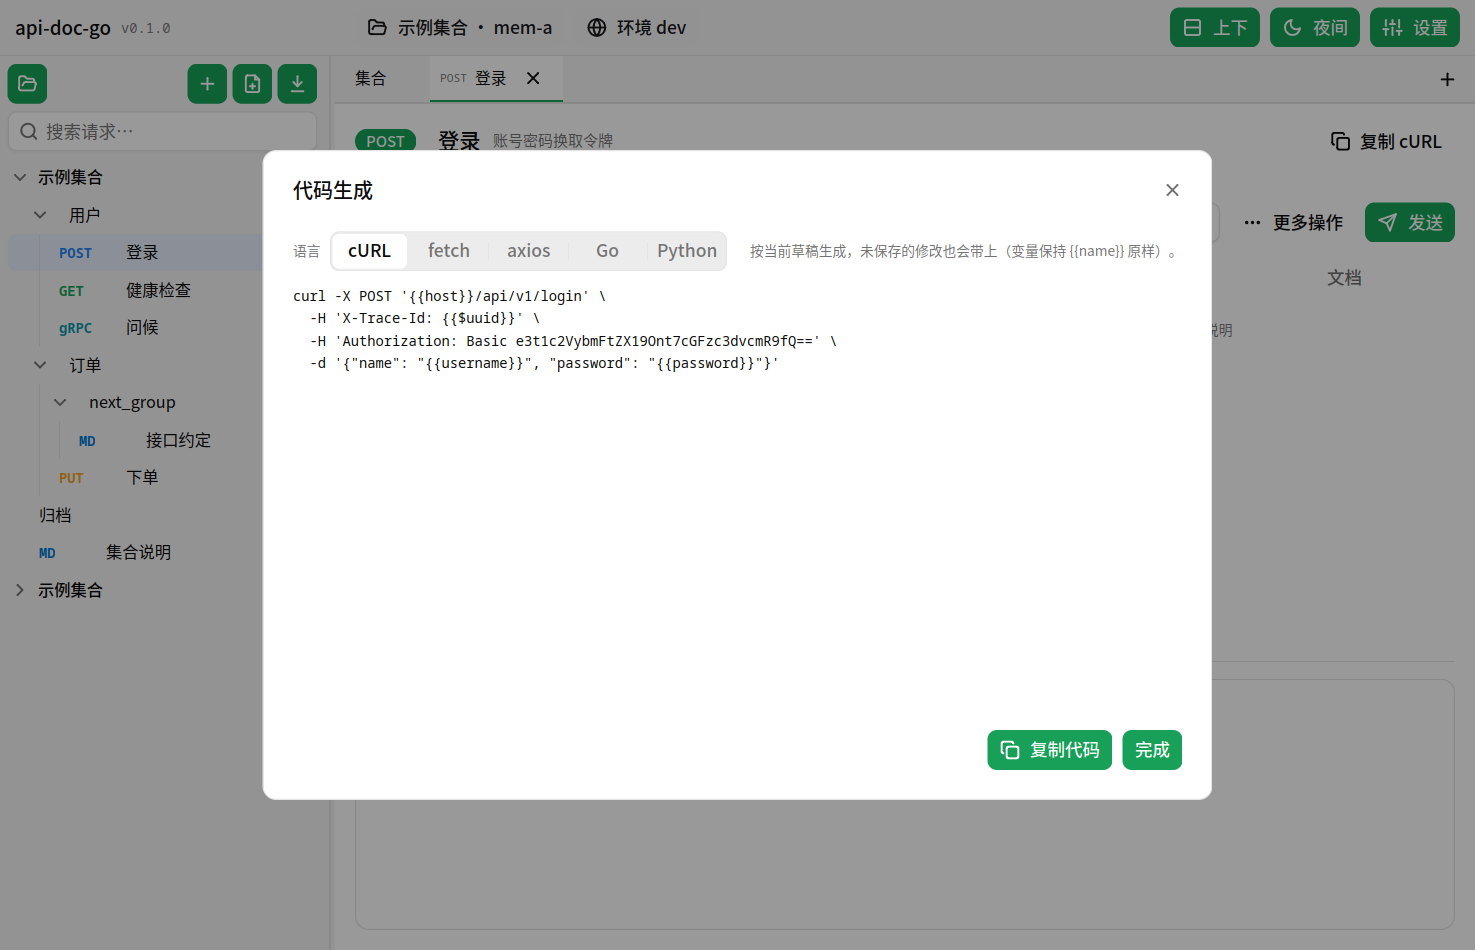 api-doc-go v0.1.0
示例集合 • mem-a
环境 dev
上下
夜间
设置
搜索请求…
示例集合
用户
POST 登录
GET 健康检查
gRPC 问候
订单
next_group
MD 接口约定
PUT 下单
归档
MD 集合说明
示例集合
集合
POST 登录
POST 登录 账号密码换取令牌
复制 cURL
更多操作
发送
文档
说明
代码生成
语言 cURL fetch axios Go Python 按当前草稿生成，未保存的修改也会带上（变量保持 {{name}} 原样）。
curl -X POST '{{host}}/api/v1/login' \
-H 'X-Trace-Id: {{$uuid}}' \
-H 'Authorization: Basic e3t1c2VybmFtZX19Ont7cGFzc3dvcmR9fQ==' \
-d '{"name": "{{username}}", "password": "{{password}}"}'
复制代码
完成